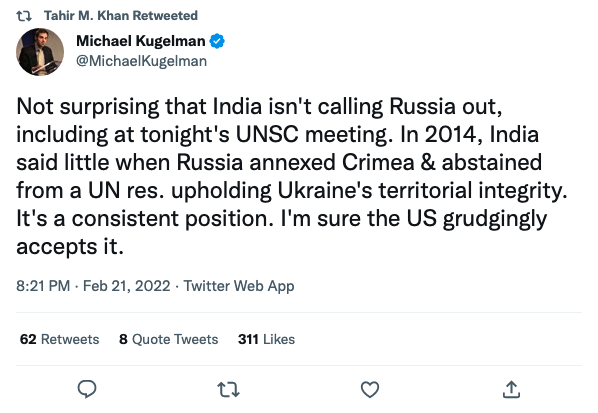 Tahir M. Khan Retweeted
Michael Kugelman
@MichaelKugelman
Not surprising that India isn't calling Russia out,
including at tonight's UNSC meeting. In 2014, India
said little when Russia annexed Crimea & abstained
from a UN res. upholding Ukraine's territorial integrity.
It's a consistent position. I'm sure the US grudgingly
accepts it.
8:21 PM · Feb 21, 2022 · Twitter Web App
62 Retweets 8 Quote Tweets 311 Likes